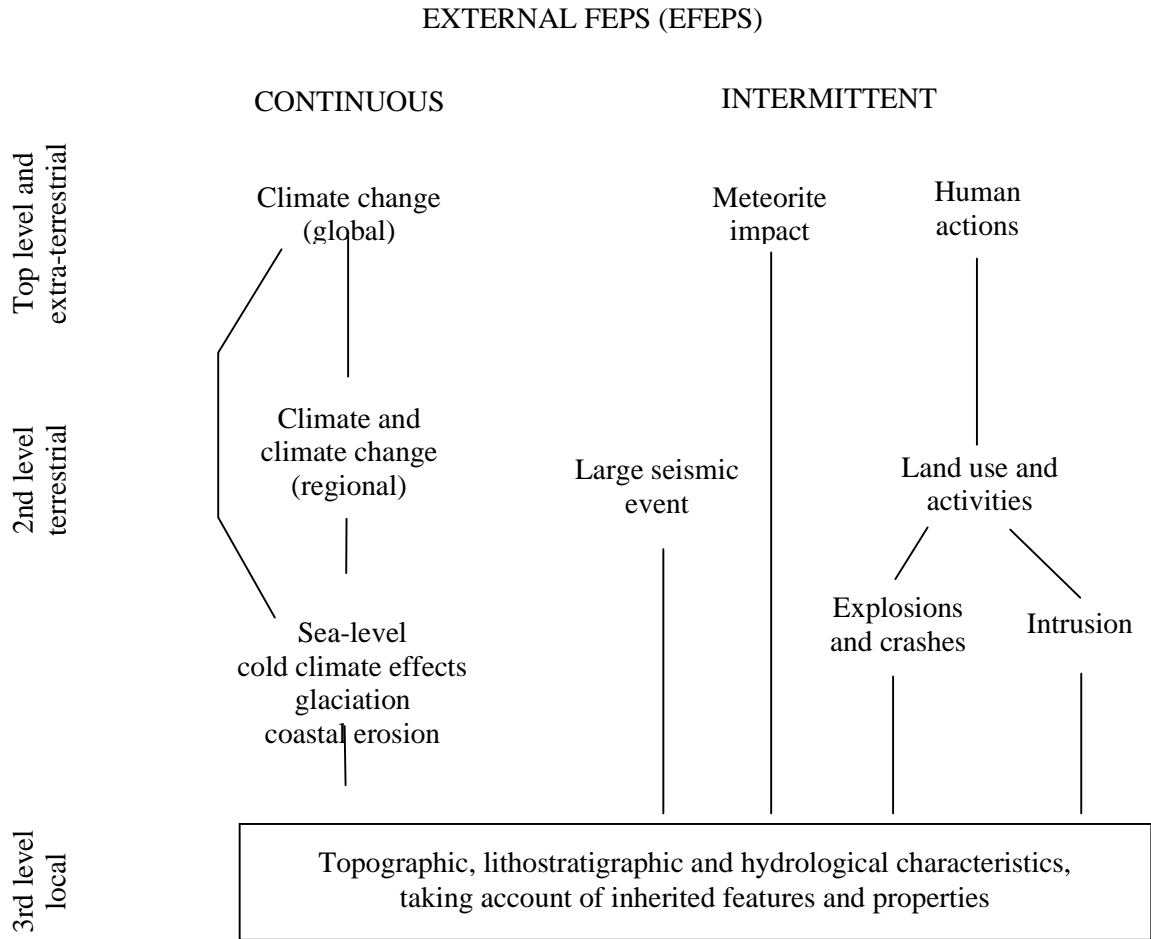 EXTERNAL FEPS (EFEPS)
CONTINUOUS
INTERMITTENT
Top level and
extra-terrestrial
Climate change
(global)
Meteorite
impact
Human
actions
2nd level
terrestrial
Climate and
climate change
(regional)
Large seismic
event
Land use and
activities
Explosions
and crashes
Intrusion
Sea-level
cold climate effects
glaciation
coastal erosion
3rd level
local
Topographic, lithostratigraphic and hydrological characteristics,
taking account of inherited features and properties